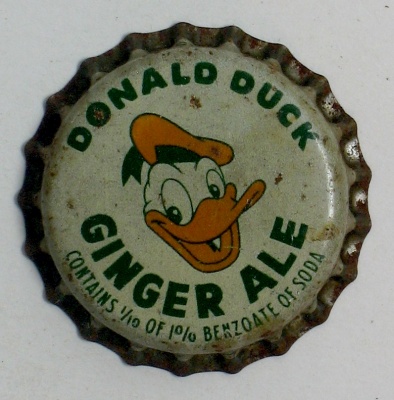 DONALD DUCK
GINGER ALE
CONTAINS 1/10 OF 1% BENZOATE OF SODA